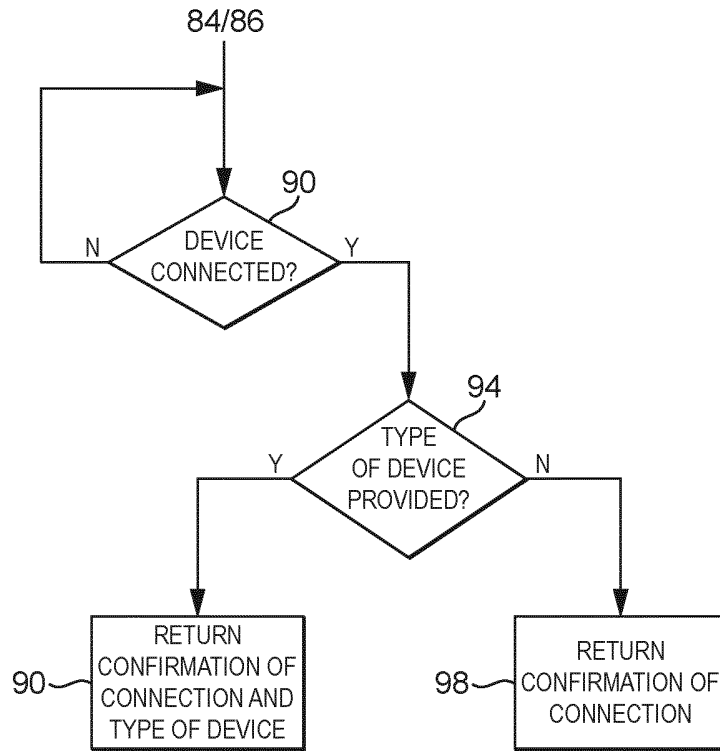 84/86
90
DEVICE
CONNECTED?
N
Y
94
TYPE
OF DEVICE
PROVIDED?
Y
N
90
RETURN
CONFIRMATION OF
CONNECTION AND
TYPE OF DEVICE
98
RETURN
CONFIRMATION OF
CONNECTION